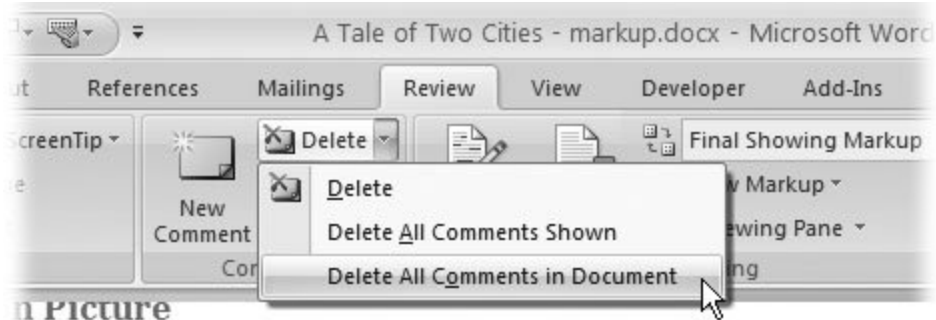 A Tale of Two Cities - markup.docx - Microsoft Word
References Mailings Review View Developer Add-Ins
ScreenTip Delete Final Showing Markup
Delete Markup
New
Delete All Comments Shown Pane
Comment
Delete All Comments in Document
Picture